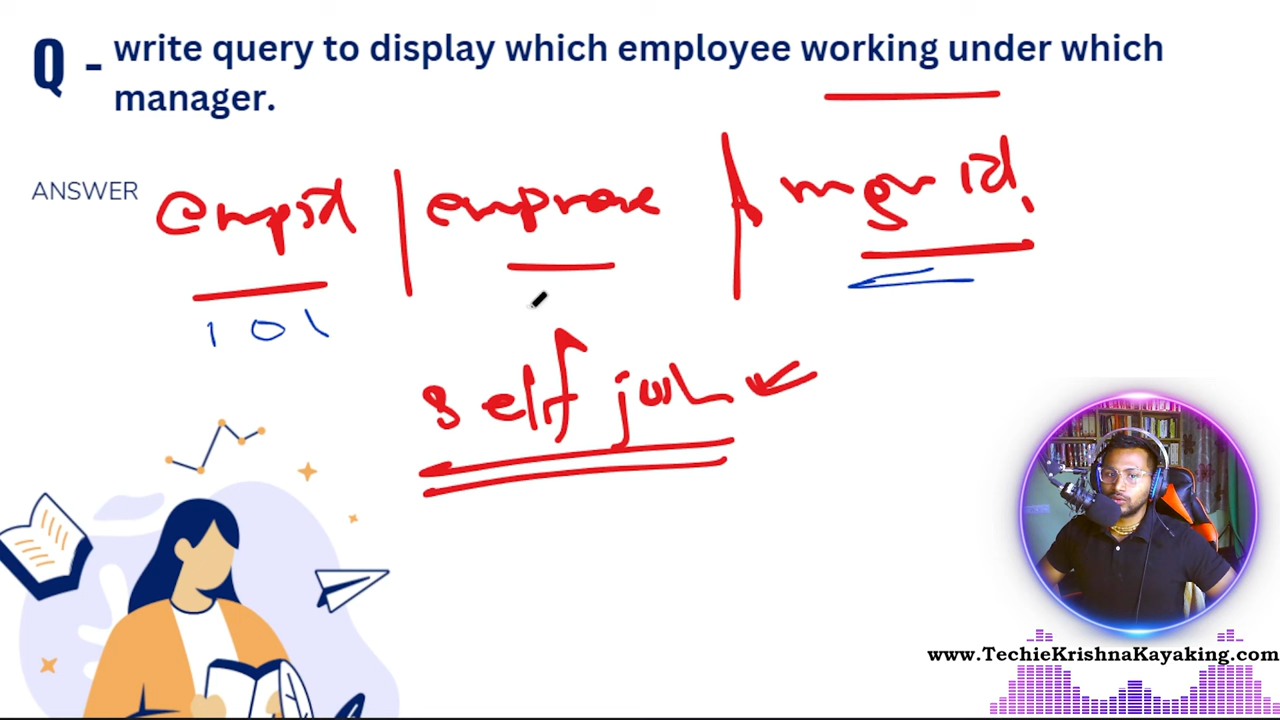 Q - write query to display which employee working under which
manager.
ANSWER
empid | empname | mgr id
101
self join
www.TechieKrishnaKayaking.com